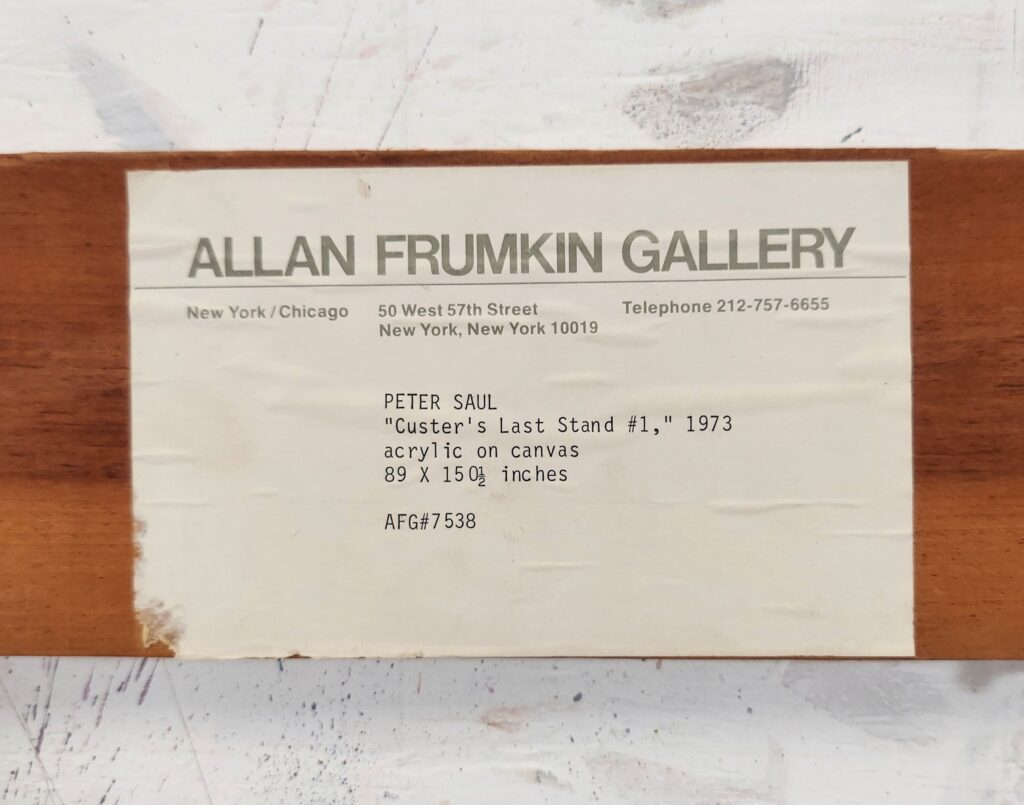 ALLAN FRUMKIN GALLERY
New York / Chicago
50 West 57th Street
New York, New York 10019
Telephone 212-757-6655
PETER SAUL
"Custer's Last Stand #1," 1973
acrylic on canvas
89 X 150½ inches
AFG#7538